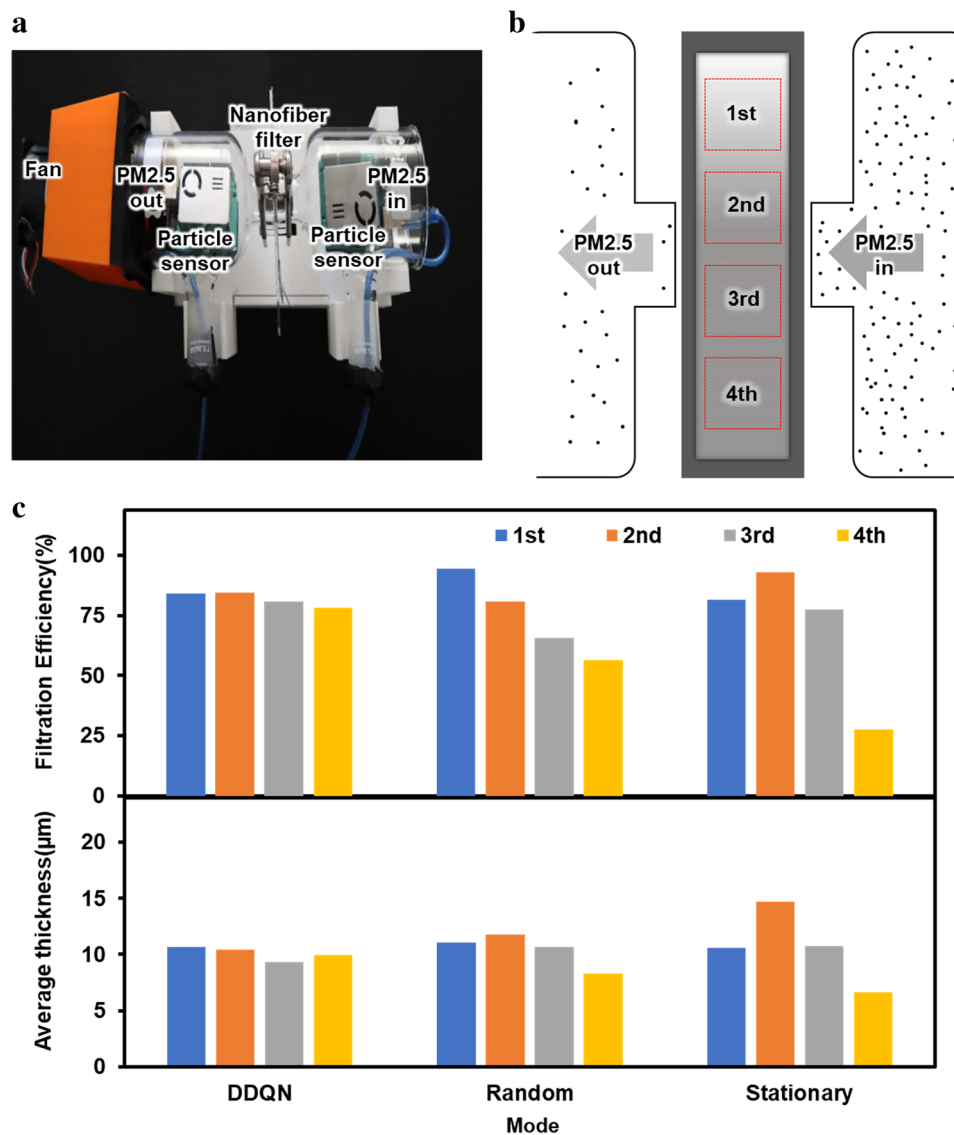 a
Nanofiber
filter
Fan
PM2.5
out
PM2.5
in
Particle
sensor
Particle
sensor
b
1st
2nd
3rd
4th
PM2.5
out
PM2.5
in
c
Filtration Efficiency(%)
100
75
50
25
0
1st
2nd
3rd
4th
Average thickness(μm)
20
15
10
5
0
DDQN
Random
Stationary
Mode